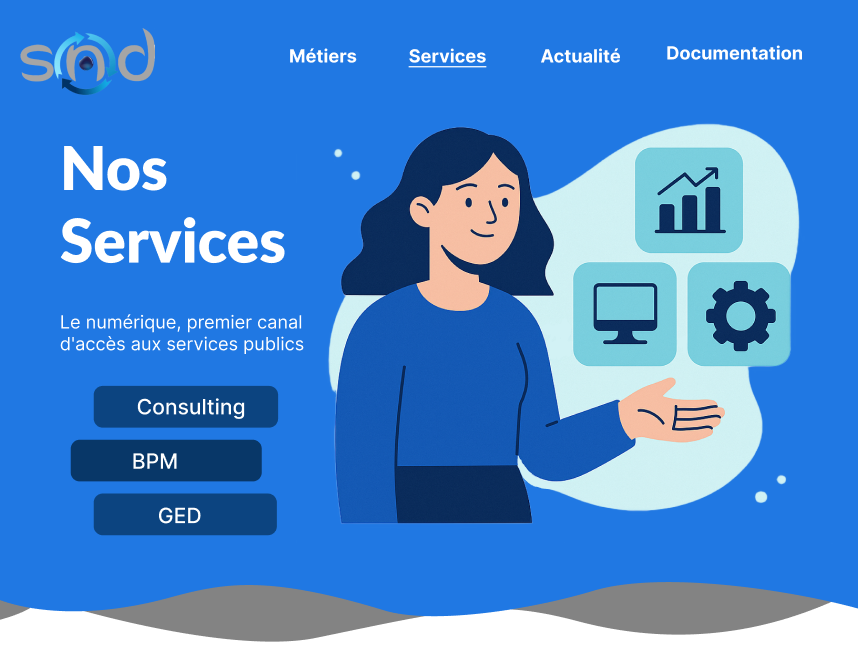 snd
Métiers
Services
Actualité
Documentation
Nos
Services
Le numérique, premier canal
d'accès aux services publics
Consulting
BPM
GED